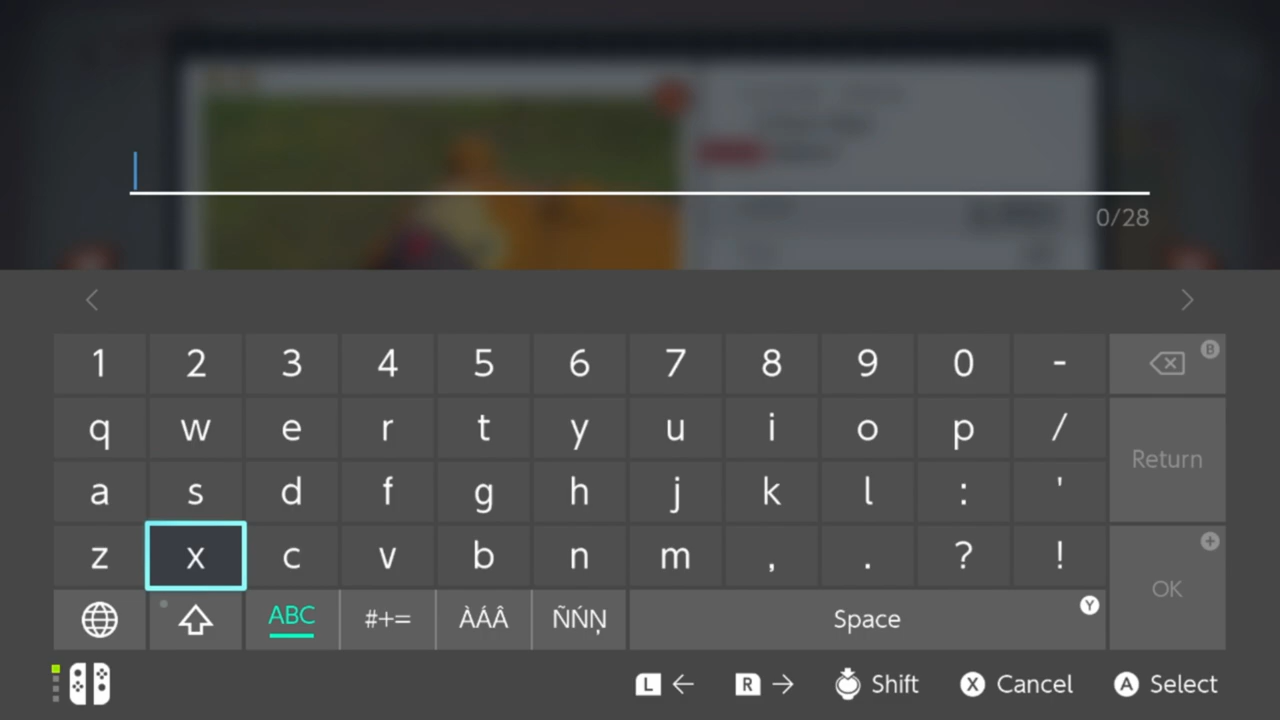 0/28
1 2 3 4 5 6 7 8 9 0 - B
q w e r t y u i o p / Return
a s d f g h j k l : '
z x c v b n m , . ? ! + OK
ABC #+= ÀÁÂ ÑŃŅ Space Y
L ← R → Shift X Cancel A Select